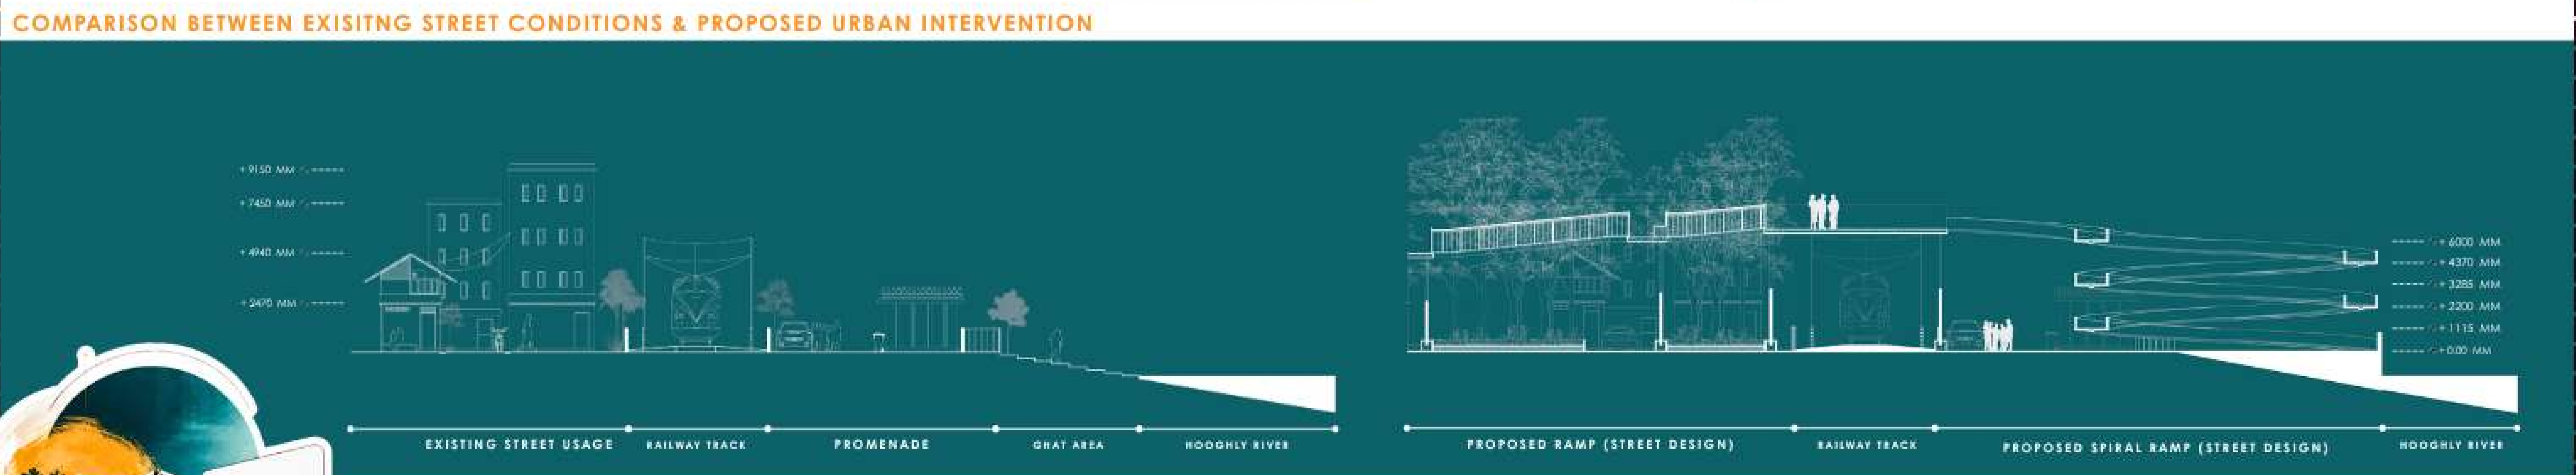 COMPARISON BETWEEN EXISITNG STREET CONDITIONS & PROPOSED URBAN INTERVENTION
+ 9150 MM
+ 7450 MM
+ 4940 MM
+ 2470 MM
EXISTING STREET USAGE
RAILWAY TRACK
PROMENADE
GHAT AREA
HOOGHLY RIVER
+ 6000 MM
+ 4370 MM
+ 3285 MM
+ 2200 MM
+ 1115 MM
+ 0.00 MM
PROPOSED RAMP (STREET DESIGN)
RAILWAY TRACK
PROPOSED SPIRAL RAMP (STREET DESIGN)
HOOGHLY RIVER